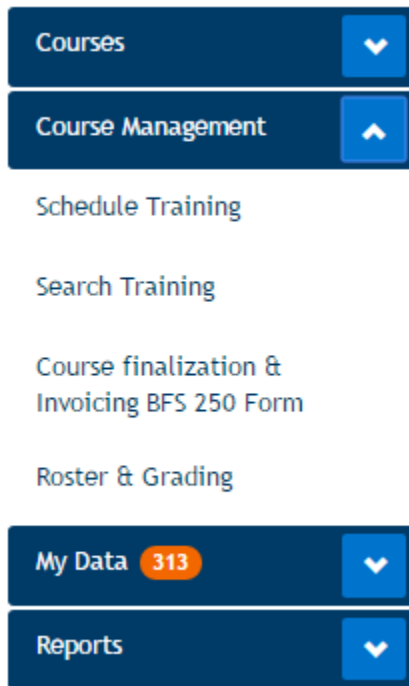 Courses
Course Management
Schedule Training
Search Training
Course finalization &
Invoicing BFS 250 Form
Roster & Grading
My Data 313
Reports